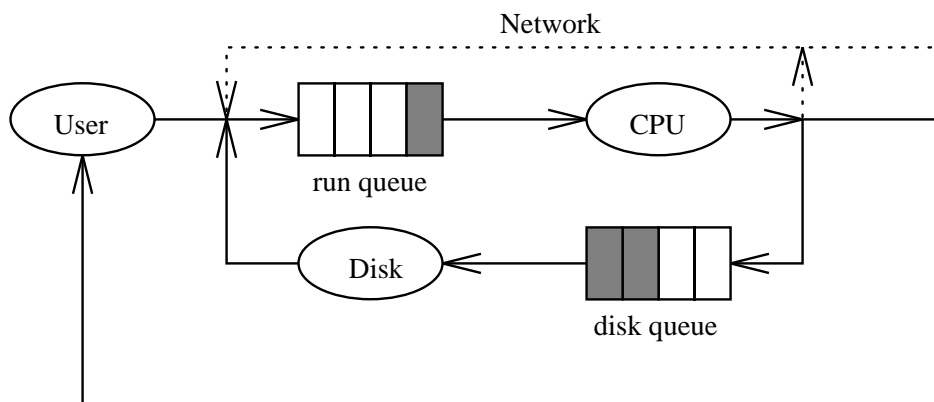 Network
User
CPU
run queue
Disk
disk queue